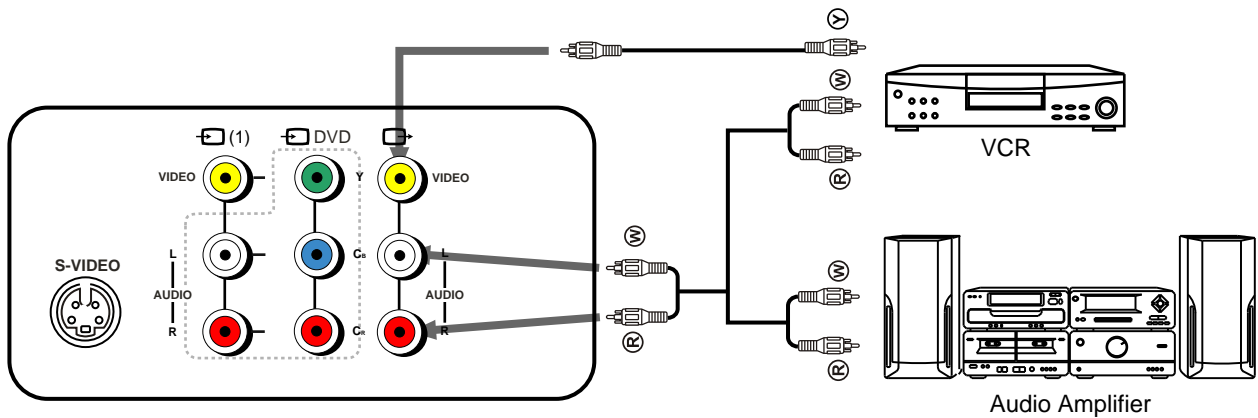 Ⓨ
Ⓦ
Ⓡ
VCR
(1)
DVD
VIDEO
Y
VIDEO
S-VIDEO
L
AUDIO
R
CB
CR
L
AUDIO
R
Ⓦ
Ⓡ
Ⓦ
Ⓡ
Audio Amplifier